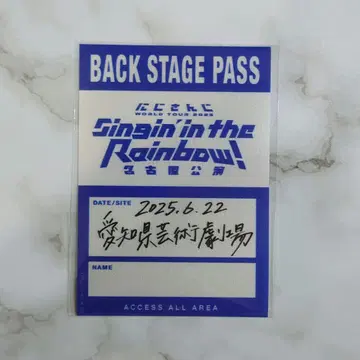 BACK STAGE PASS
にじさんじ
WORLD TOUR 2025
Singin' in the
Rainbow!
名古屋公演
DATE/SITE
2025.6.22
愛知県芸術劇場
NAME
ACCESS ALL AREA